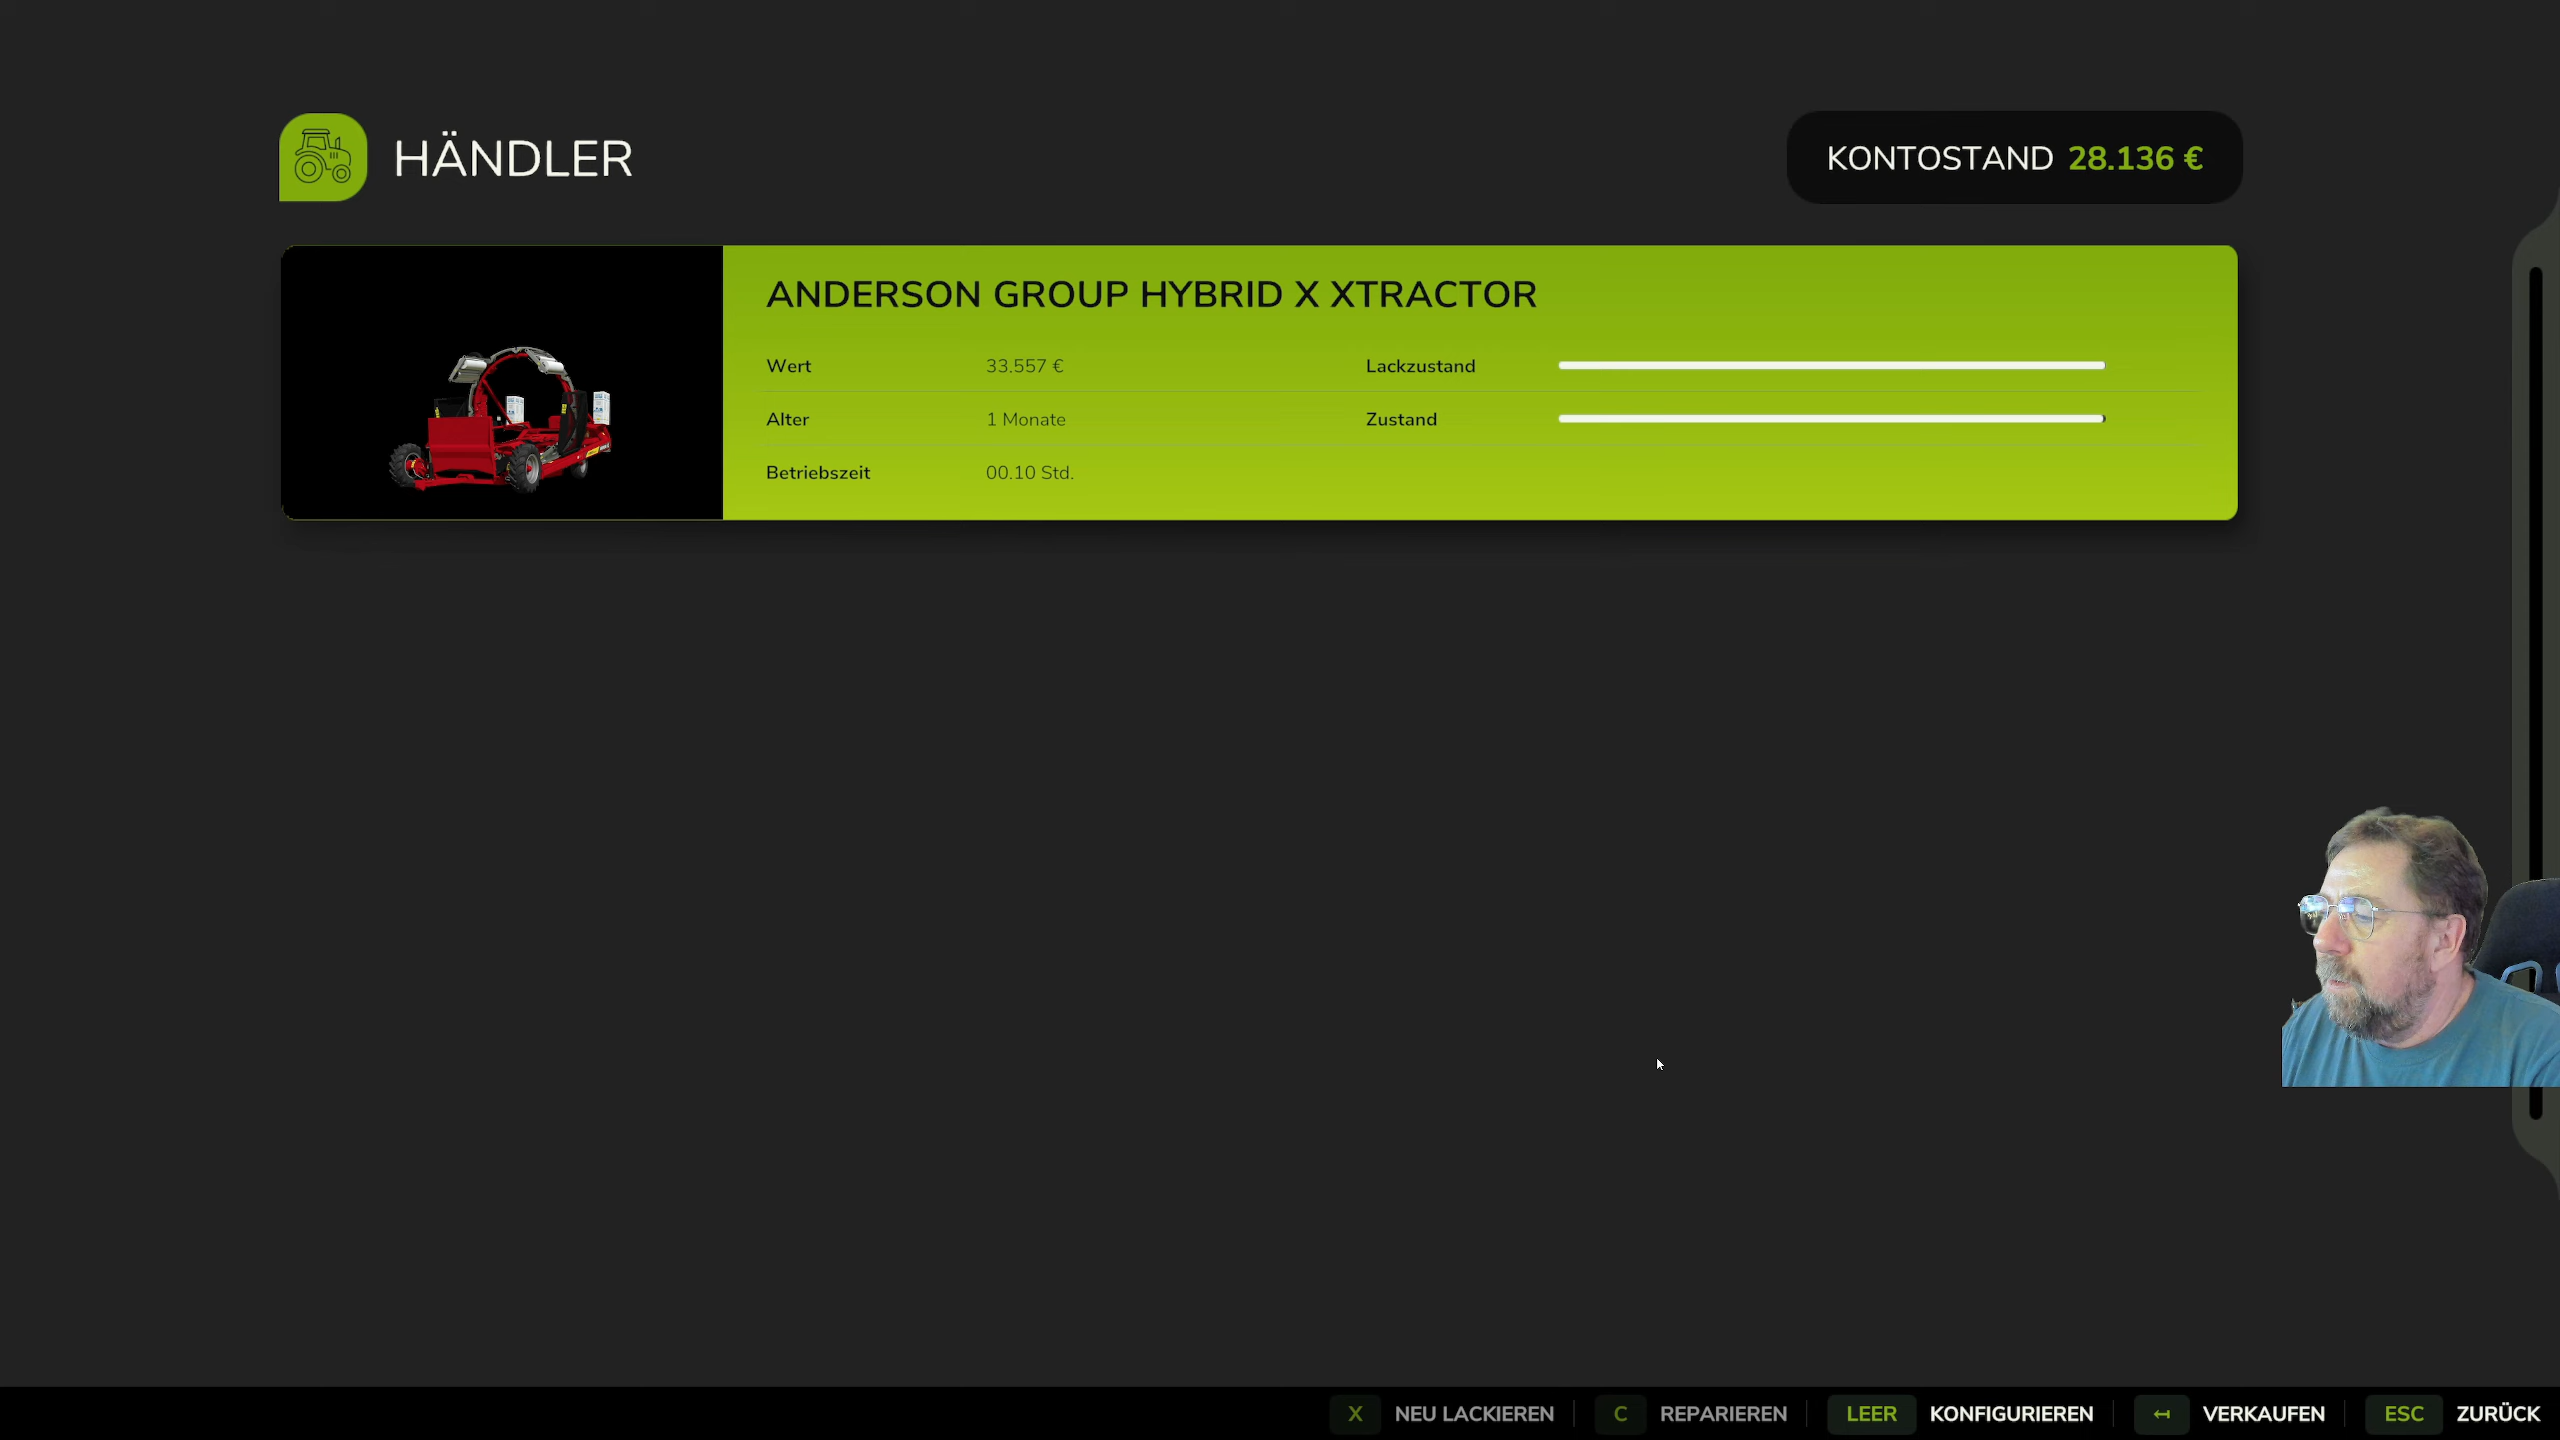 HÄNDLER
KONTOSTAND 28.136 €
ANDERSON GROUP HYBRID X XTRACTOR
Wert 33.557 € Lackzustand
Alter 1 Monate Zustand
Betriebszeit 00.10 Std.
X NEU LACKIEREN C REPARIEREN LEER KONFIGURIEREN ↤ VERKAUFEN ESC ZURÜCK